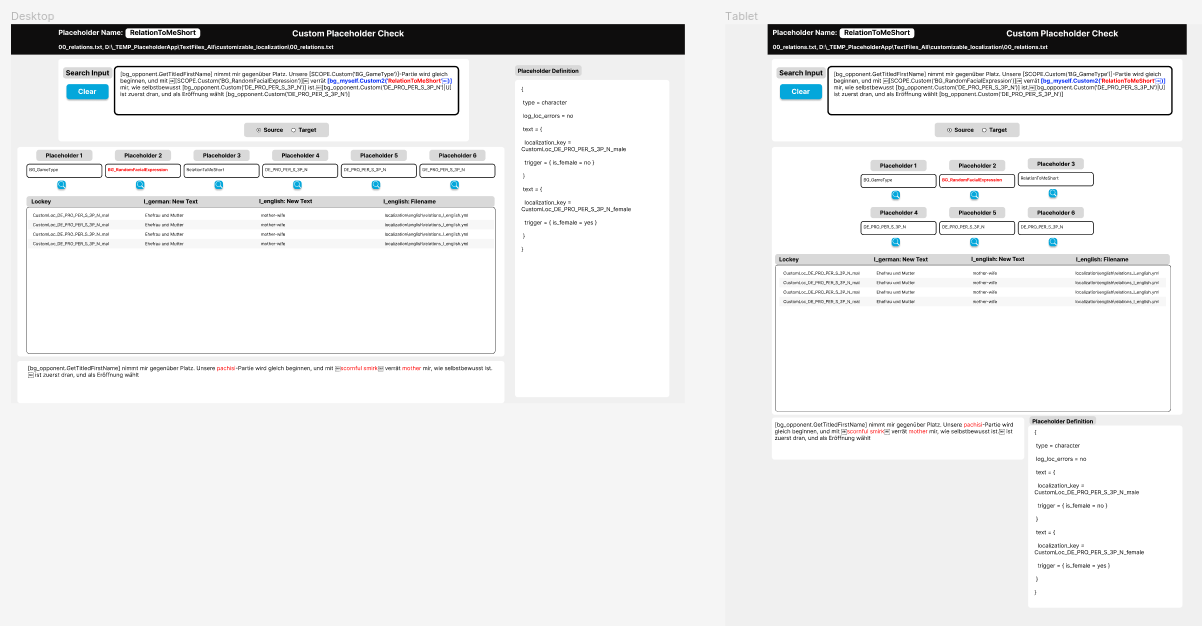 Desktop
Placeholder Name: RelationToMeShort
Custom Placeholder Check
00_relations.txt, D:\_TEMP_PlaceholderApp\TextFiles_All\customizable_localization\00_relations.txt
Search Input
Clear
[bg_opponent.GetTitledFirstName] nimmt mir gegenüber Platz. Unsere [SCOPE.Custom('BG_GameType')]-Partie wird gleich
beginnen, und mit [SCOPE.Custom('BG_RandomFacialExpression')] verrät [bg_myself.Custom2('RelationToMeShort')]
mir, wie selbstbewusst [bg_opponent.Custom('DE_PRO_PER_S_3P_N')] ist. [bg_opponent.Custom('DE_PRO_PER_S_3P_N')|U]
ist zuerst dran, und als Eröffnung wählt [bg_opponent.Custom('DE_PRO_PER_S_3P_N')]
Source Target
Placeholder 1 Placeholder 2 Placeholder 3 Placeholder 4 Placeholder 5 Placeholder 6
BG_GameType BG_RandomFacialExpression RelationToMeShort DE_PRO_PER_S_3P_N DE_PRO_PER_S_3P_N DE_PRO_PER_S_3P_N
Lockey l_german: New Text l_english: New Text l_english: Filename
CustomLoc_DE_PRO_PER_S_3P_N_mal Ehefrau und Mutter mother-wife localization\english\relations_l_english.yml
CustomLoc_DE_PRO_PER_S_3P_N_mal Ehefrau und Mutter mother-wife localization\english\relations_l_english.yml
CustomLoc_DE_PRO_PER_S_3P_N_mal Ehefrau und Mutter mother-wife localization\english\relations_l_english.yml
CustomLoc_DE_PRO_PER_S_3P_N_mal Ehefrau und Mutter mother-wife localization\english\relations_l_english.yml
[bg_opponent.GetTitledFirstName] nimmt mir gegenüber Platz. Unsere pachisi-Partie wird gleich beginnen, und mit scornful smirk verrät mother mir, wie selbstbewusst ist.
ist zuerst dran, und als Eröffnung wählt
Placeholder Definition
{
type = character
log_loc_errors = no
text = {
localization_key =
CustomLoc_DE_PRO_PER_S_3P_N_male
trigger = { is_female = no }
}
text = {
localization_key =
CustomLoc_DE_PRO_PER_S_3P_N_female
trigger = { is_female = yes }
}
}
Tablet
Placeholder Name: RelationToMeShort
Custom Placeholder Check
00_relations.txt, D:\_TEMP_PlaceholderApp\TextFiles_All\customizable_localization\00_relations.txt
Search Input
Clear
[bg_opponent.GetTitledFirstName] nimmt mir gegenüber Platz. Unsere [SCOPE.Custom('BG_GameType')]-Partie wird gleich
beginnen, und mit [SCOPE.Custom('BG_RandomFacialExpression')] verrät [bg_myself.Custom2('RelationToMeShort')]
mir, wie selbstbewusst [bg_opponent.Custom('DE_PRO_PER_S_3P_N')] ist. [bg_opponent.Custom('DE_PRO_PER_S_3P_N')|U]
ist zuerst dran, und als Eröffnung wählt [bg_opponent.Custom('DE_PRO_PER_S_3P_N')]
Source Target
Placeholder 1 Placeholder 2 Placeholder 3
BG_GameType BG_RandomFacialExpression RelationToMeShort
Placeholder 4 Placeholder 5 Placeholder 6
DE_PRO_PER_S_3P_N DE_PRO_PER_S_3P_N DE_PRO_PER_S_3P_N
Lockey l_german: New Text l_english: New Text l_english: Filename
CustomLoc_DE_PRO_PER_S_3P_N_mal Ehefrau und Mutter mother-wife localization\english\relations_l_english.yml
CustomLoc_DE_PRO_PER_S_3P_N_mal Ehefrau und Mutter mother-wife localization\english\relations_l_english.yml
CustomLoc_DE_PRO_PER_S_3P_N_mal Ehefrau und Mutter mother-wife localization\english\relations_l_english.yml
CustomLoc_DE_PRO_PER_S_3P_N_mal Ehefrau und Mutter mother-wife localization\english\relations_l_english.yml
[bg_opponent.GetTitledFirstName] nimmt mir gegenüber Platz. Unsere pachisi-Partie wird
gleich beginnen, und mit scornful smirk verrät mother mir, wie selbstbewusst ist. ist
zuerst dran, und als Eröffnung wählt
Placeholder Definition
{
type = character
log_loc_errors = no
text = {
localization_key =
CustomLoc_DE_PRO_PER_S_3P_N_male
trigger = { is_female = no }
}
text = {
localization_key =
CustomLoc_DE_PRO_PER_S_3P_N_female
trigger = { is_female = yes }
}
}